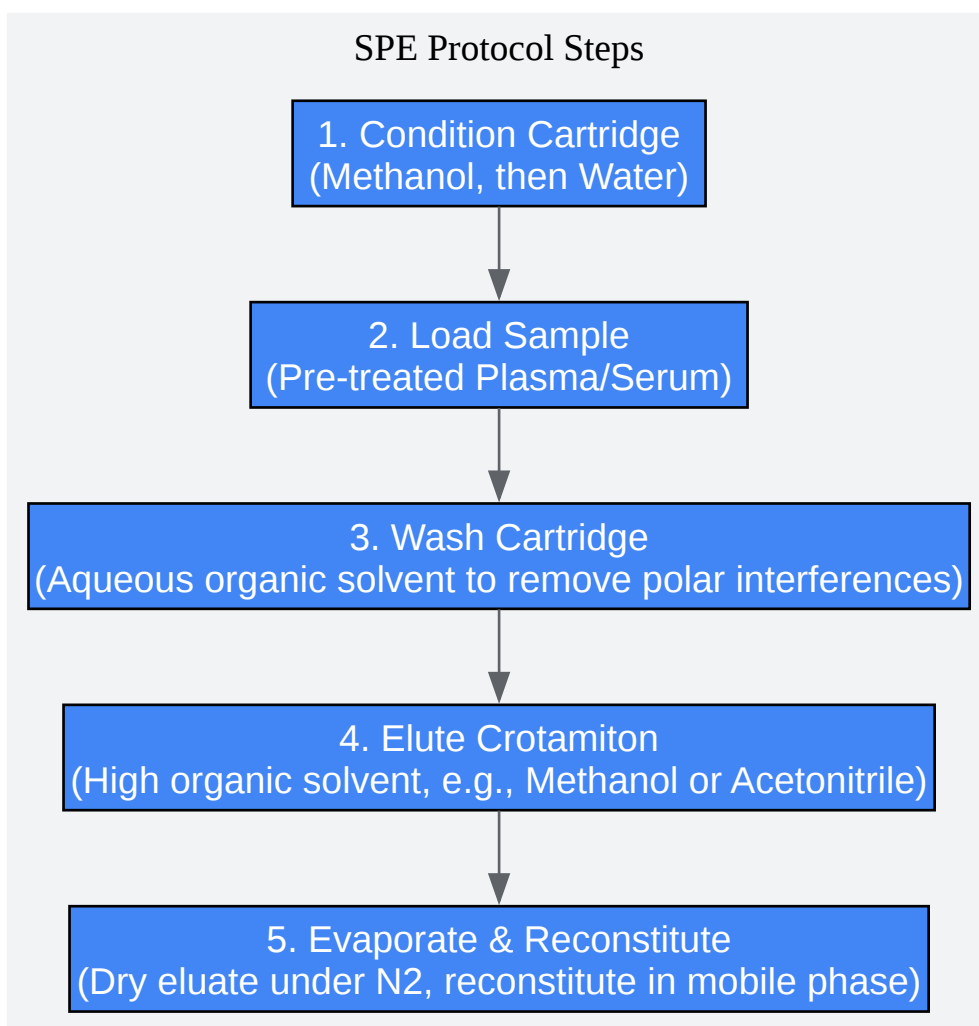 SPE Protocol Steps
1. Condition Cartridge
(Methanol, then Water)
2. Load Sample
(Pre-treated Plasma/Serum)
3. Wash Cartridge
(Aqueous organic solvent to remove polar interferences)
4. Elute Crotamiton
(High organic solvent, e.g., Methanol or Acetonitrile)
5. Evaporate & Reconstitute
(Dry eluate under N2, reconstitute in mobile phase)